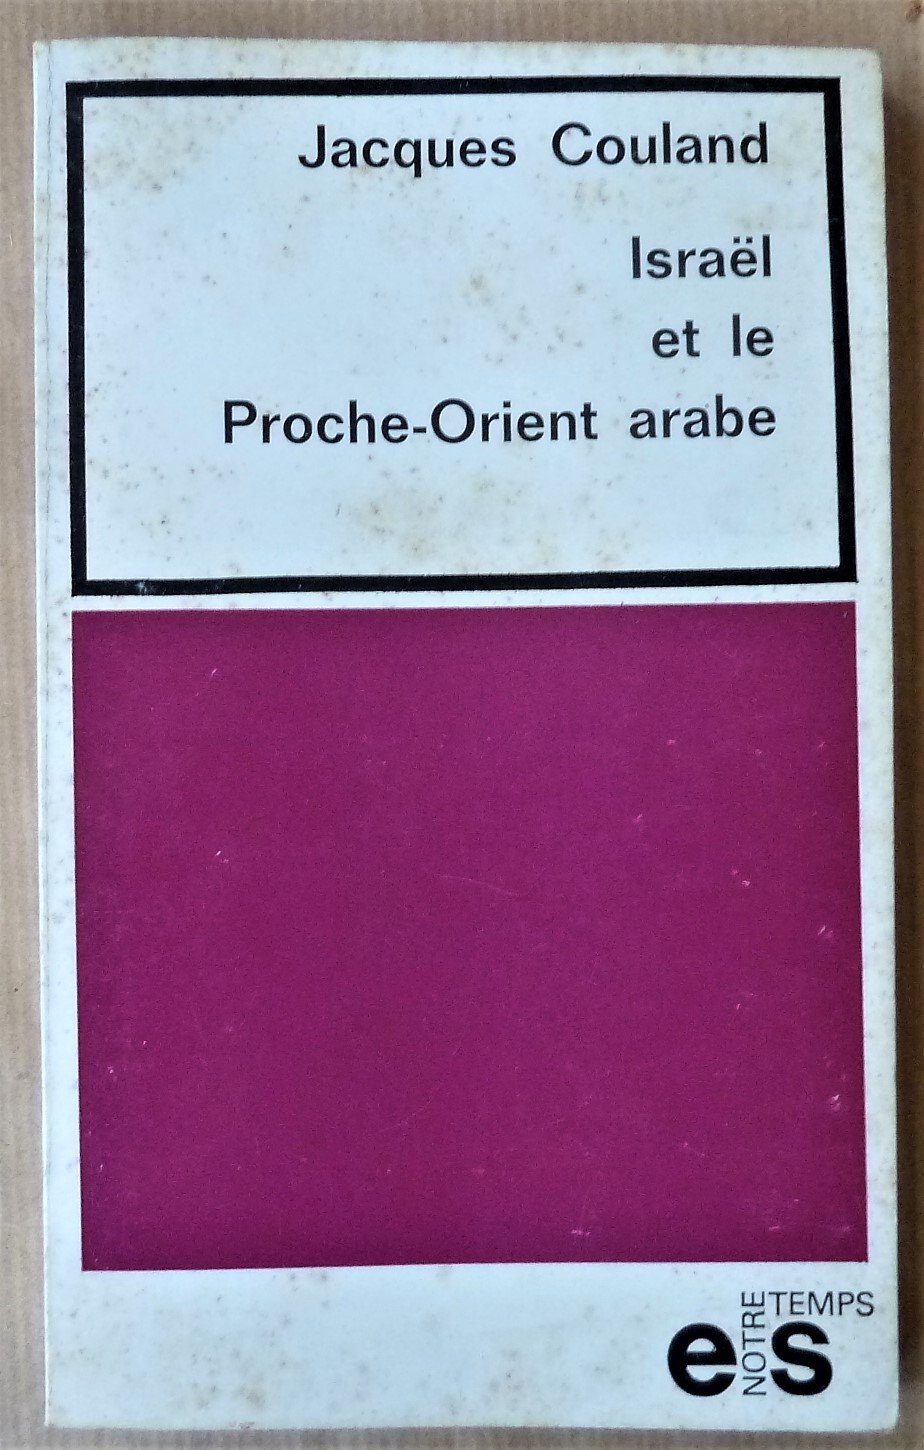 Jacques Couland
Israël
et le
Proche-Orient arabe
NOTRE TEMPS
es